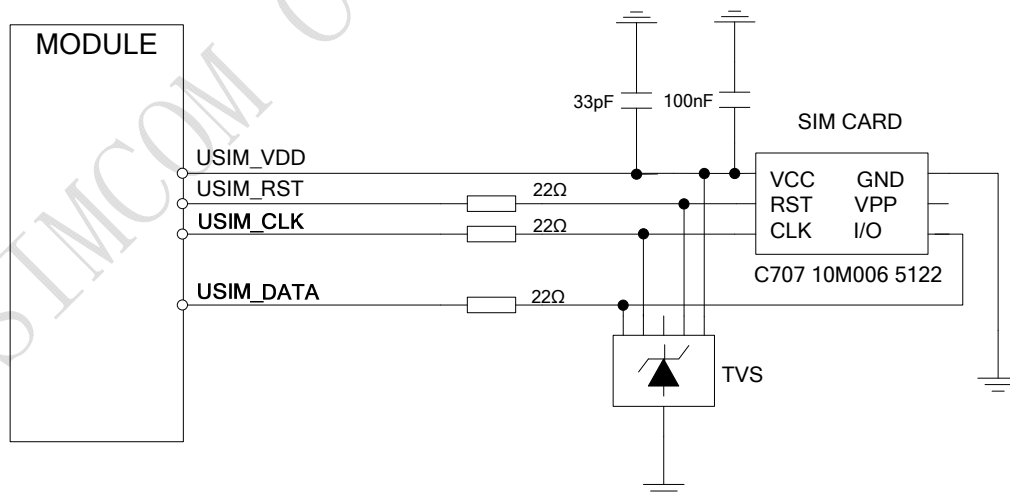 MODULE
33pF
100nF
SIM CARD
USIM_VDD
USIM_RST
22Ω
USIM_CLK
22Ω
VCC GND
RST VPP
CLK I/O
C707 10M006 5122
USIM_DATA
22Ω
TVS
SIMCOM C